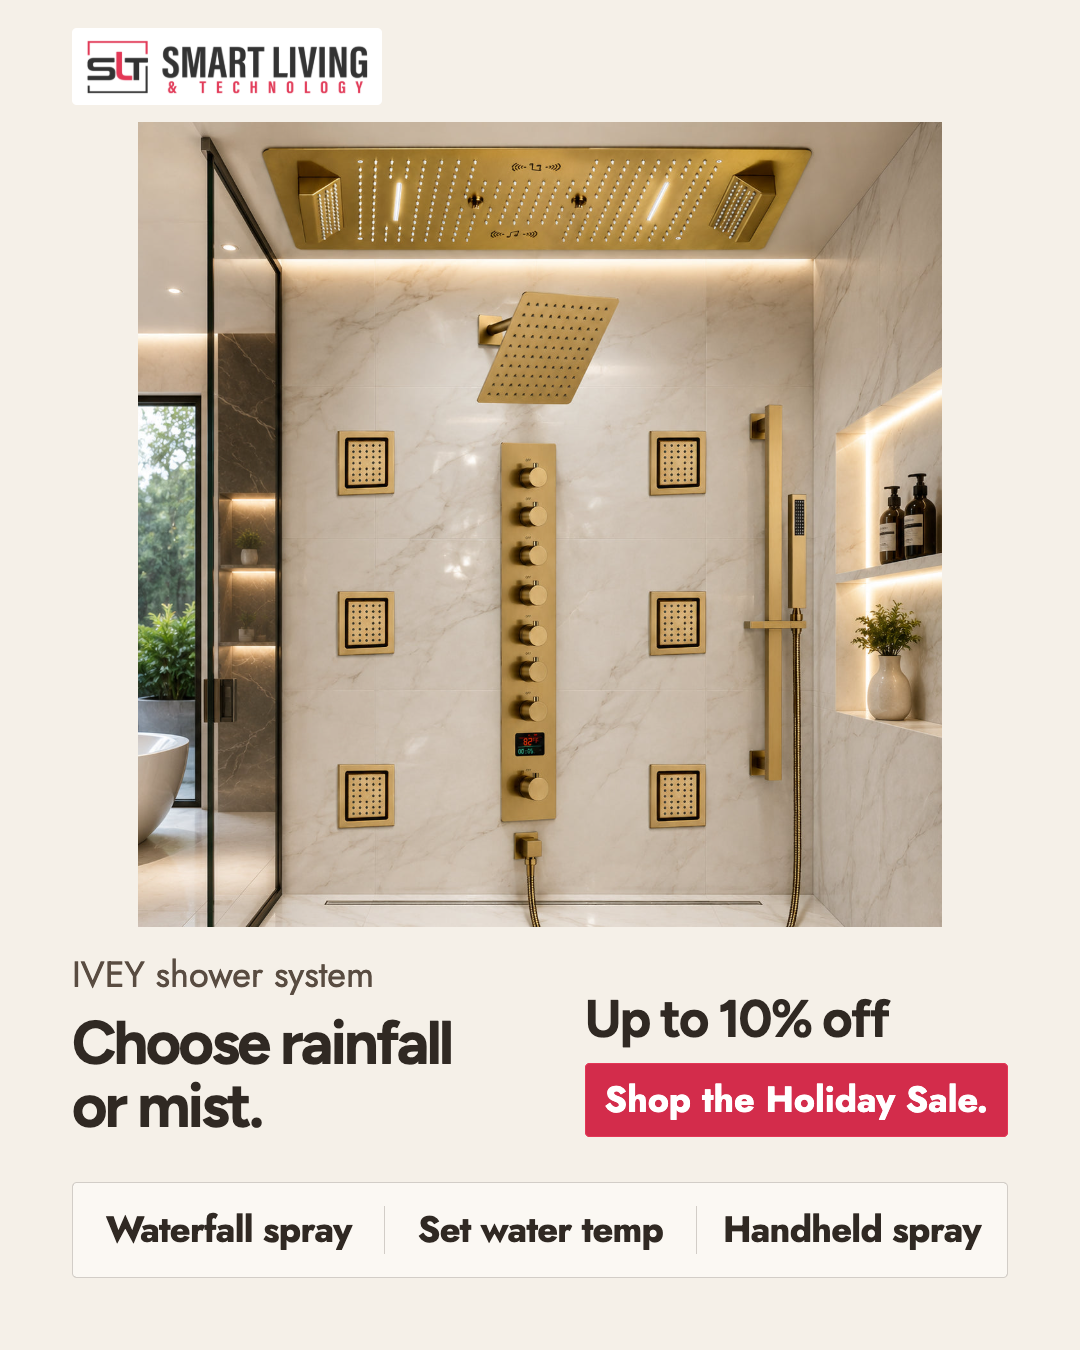 SLT SMART LIVING
& TECHNOLOGY
IVEY shower system
Choose rainfall
or mist.
Up to 10% off
Shop the Holiday Sale.
Waterfall spray
Set water temp
Handheld spray